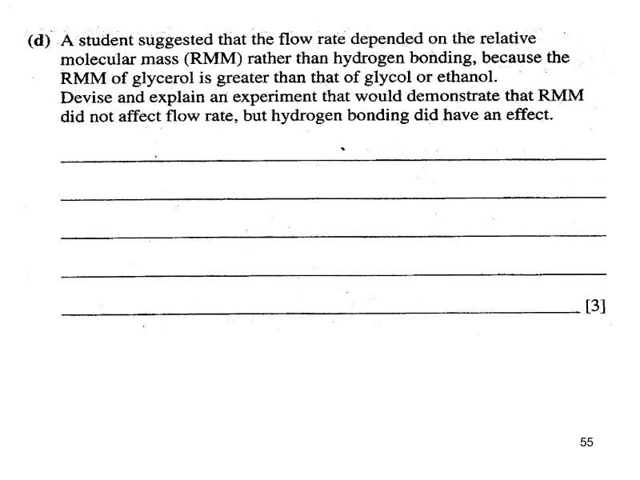 (d) A student suggested that the flow rate depended on the relative
molecular mass (RMM) rather than hydrogen bonding, because the
RMM of glycerol is greater than that of glycol or ethanol.
Devise and explain an experiment that would demonstrate that RMM
did not affect flow rate, but hydrogen bonding did have an effect.
[3]
55